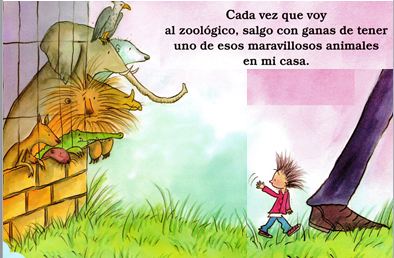 Cada vez que voy
al zoológico, salgo con ganas de tener
uno de esos maravillosos animales
en mi casa.